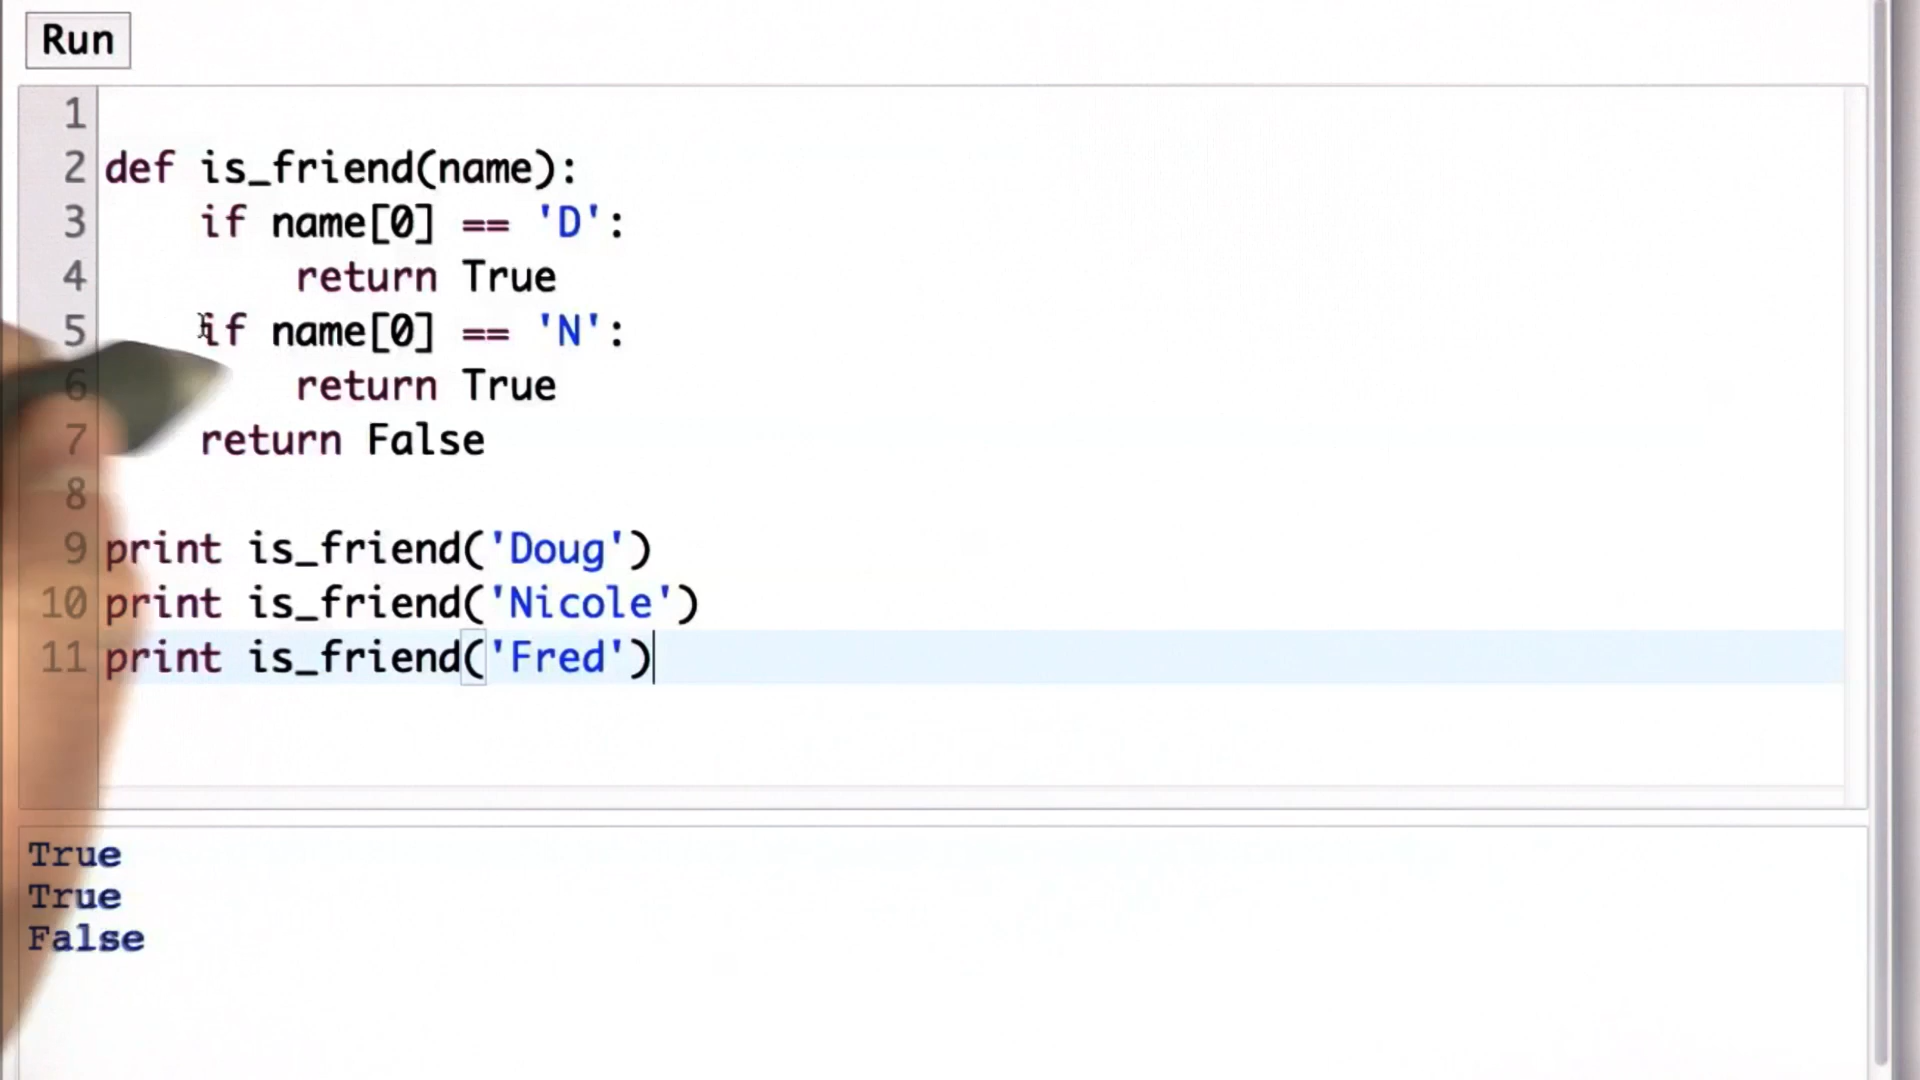 Run
1
2 def is_friend(name):
3     if name[0] == 'D':
4         return True
5     if name[0] == 'N':
6         return True
7     return False
8
9 print is_friend('Doug')
10 print is_friend('Nicole')
11 print is_friend('Fred')
True
True
False